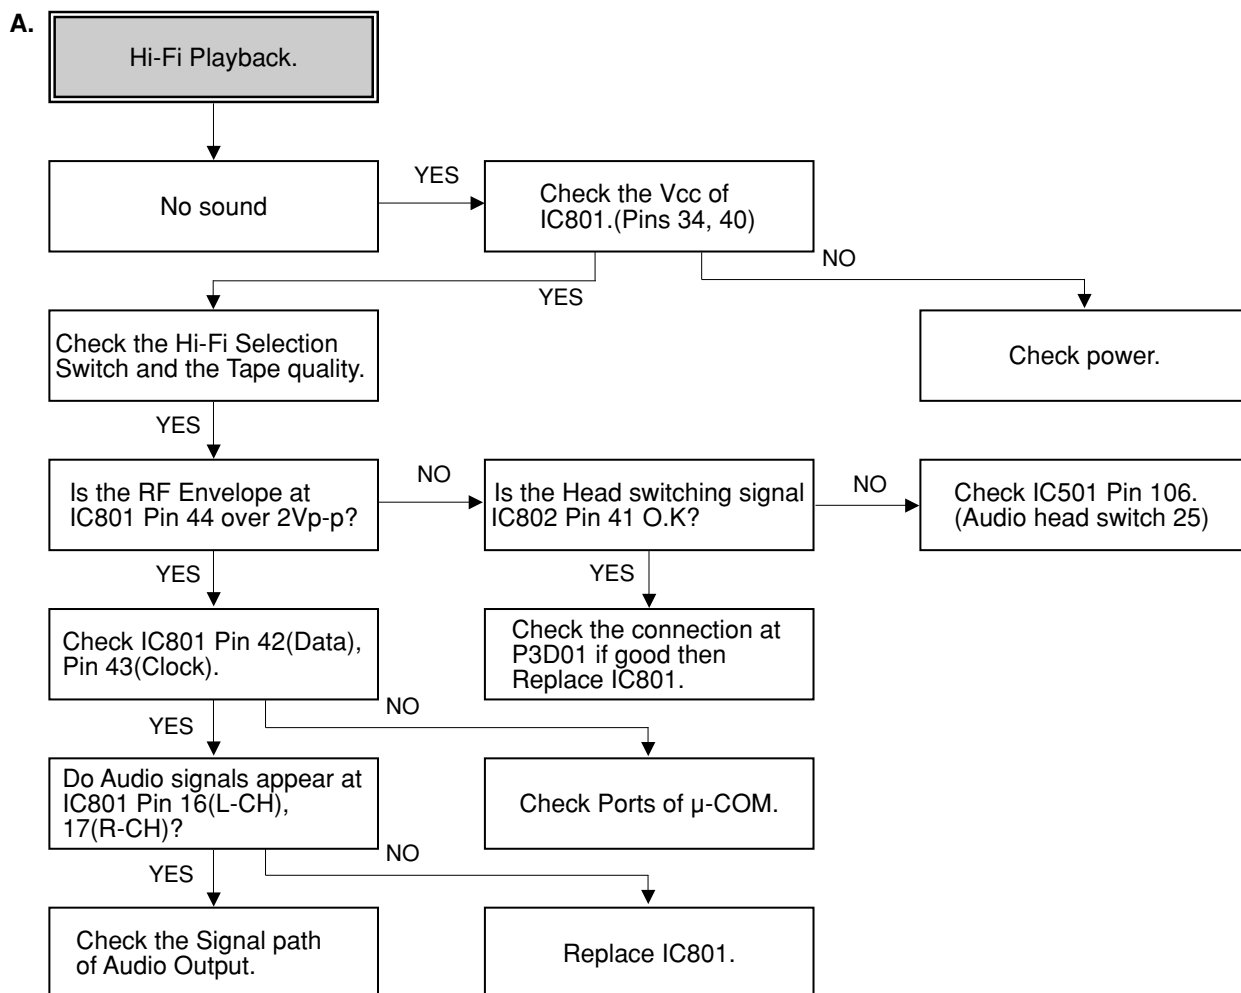 A.
Hi-Fi Playback.
No sound
YES
Check the Vcc of
IC801.(Pins 34, 40)
NO
YES
Check the Hi-Fi Selection
Switch and the Tape quality.
Check power.
YES
Is the RF Envelope at
IC801 Pin 44 over 2Vp-p?
NO
Is the Head switching signal
IC802 Pin 41 O.K?
NO
Check IC501 Pin 106.
(Audio head switch 25)
YES
YES
Check IC801 Pin 42(Data),
Pin 43(Clock).
Check the connection at
P3D01 if good then
Replace IC801.
NO
YES
Do Audio signals appear at
IC801 Pin 16(L-CH),
17(R-CH)?
Check Ports of µ-COM.
NO
YES
Check the Signal path
of Audio Output.
Replace IC801.